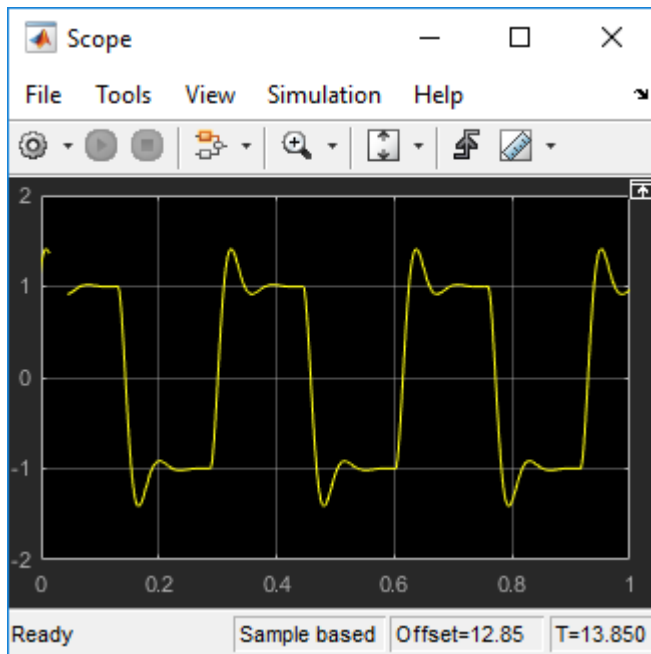 Scope
File Tools View Simulation Help
2
1
0
-1
-2
0 0.2 0.4 0.6 0.8 1
Ready Sample based Offset=12.85 T=13.850